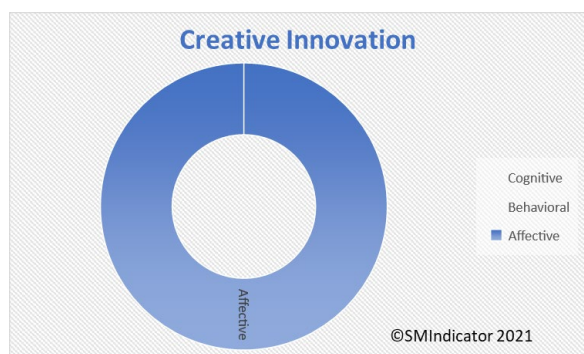 Creative Innovation
Cognitive
Behavioral
Affective
Affective
©SMIndicator 2021